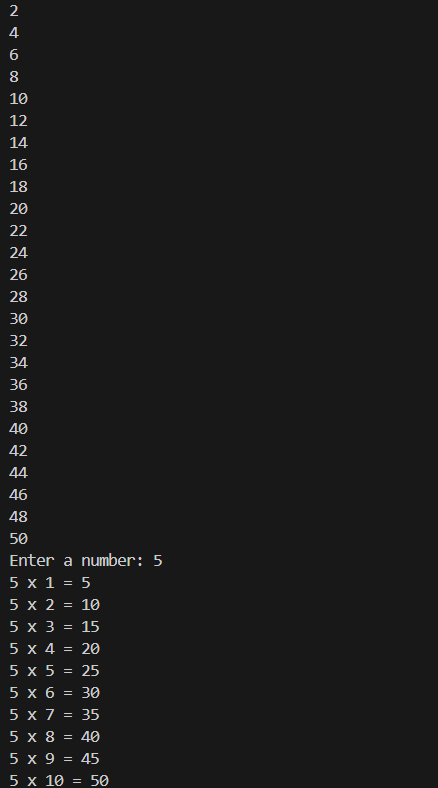 2
4
6
8
10
12
14
16
18
20
22
24
26
28
30
32
34
36
38
40
42
44
46
48
50
Enter a number: 5
5 x 1 = 5
5 x 2 = 10
5 x 3 = 15
5 x 4 = 20
5 x 5 = 25
5 x 6 = 30
5 x 7 = 35
5 x 8 = 40
5 x 9 = 45
5 x 10 = 50